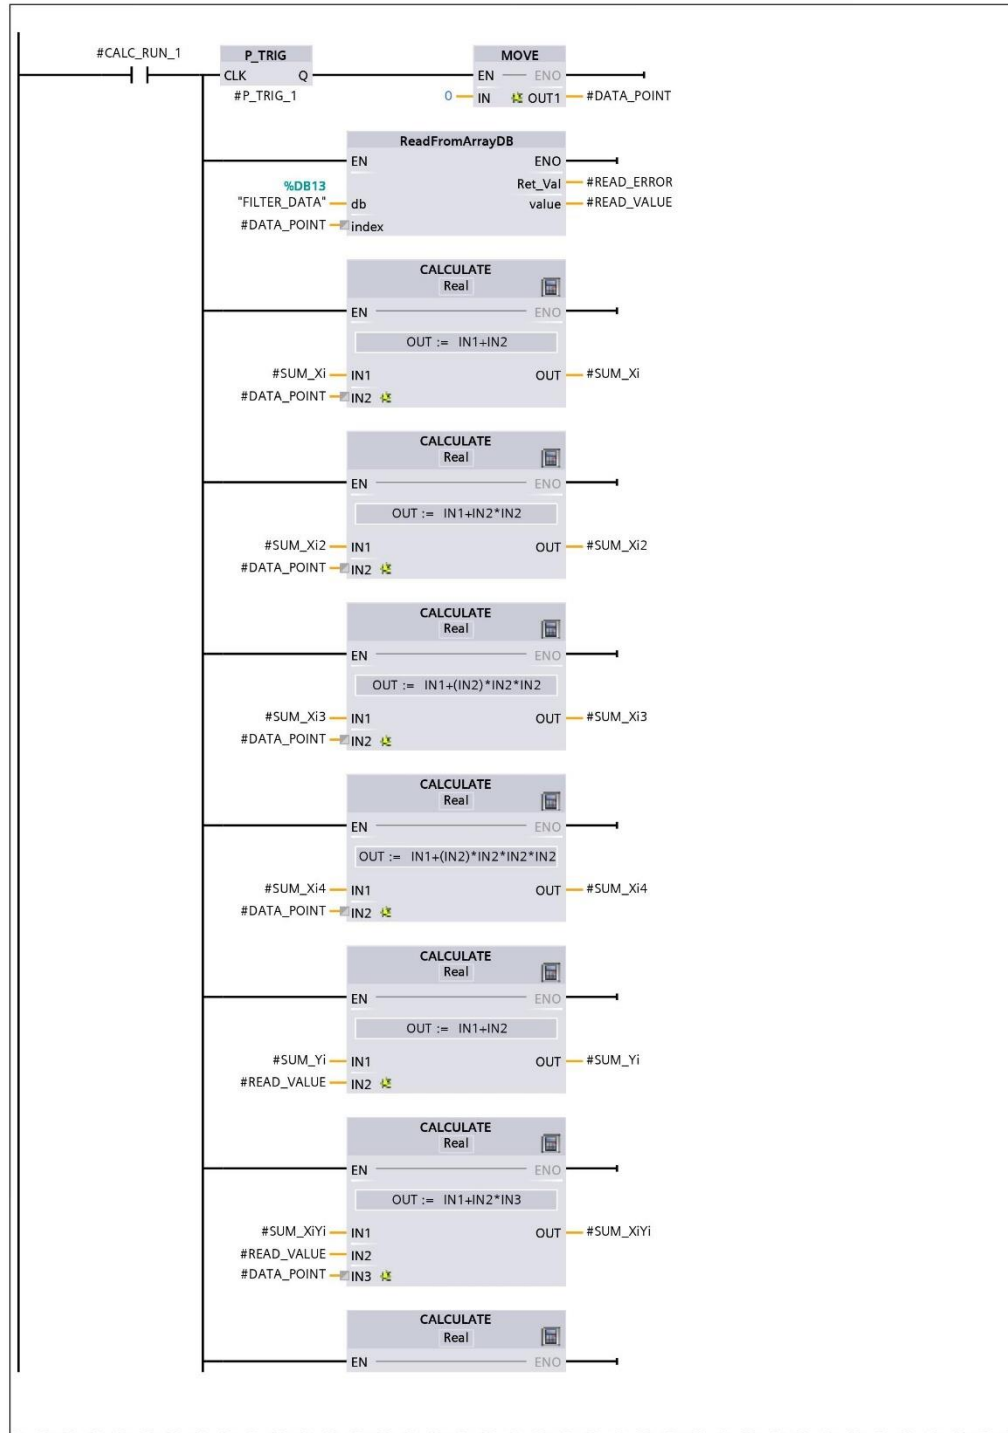 #CALC_RUN_1 P_TRIG MOVE
CLK Q EN ENO
#P_TRIG_1 0 IN OUT1 #DATA_POINT
ReadFromArrayDB
EN ENO
%DB13 Ret_Val #READ_ERROR
"FILTER_DATA" db value #READ_VALUE
#DATA_POINT index
CALCULATE
Real
EN ENO
OUT := IN1+IN2
#SUM_Xi IN1 OUT #SUM_Xi
#DATA_POINT IN2
CALCULATE
Real
EN ENO
OUT := IN1+IN2*IN2
#SUM_Xi2 IN1 OUT #SUM_Xi2
#DATA_POINT IN2
CALCULATE
Real
EN ENO
OUT := IN1+(IN2)*IN2*IN2
#SUM_Xi3 IN1 OUT #SUM_Xi3
#DATA_POINT IN2
CALCULATE
Real
EN ENO
OUT := IN1+(IN2)*IN2*IN2*IN2
#SUM_Xi4 IN1 OUT #SUM_Xi4
#DATA_POINT IN2
CALCULATE
Real
EN ENO
OUT := IN1+IN2
#SUM_Yi IN1 OUT #SUM_Yi
#READ_VALUE IN2
CALCULATE
Real
EN ENO
OUT := IN1+IN2*IN3
#SUM_XiYi IN1 OUT #SUM_XiYi
#READ_VALUE IN2
#DATA_POINT IN3
CALCULATE
Real
EN ENO